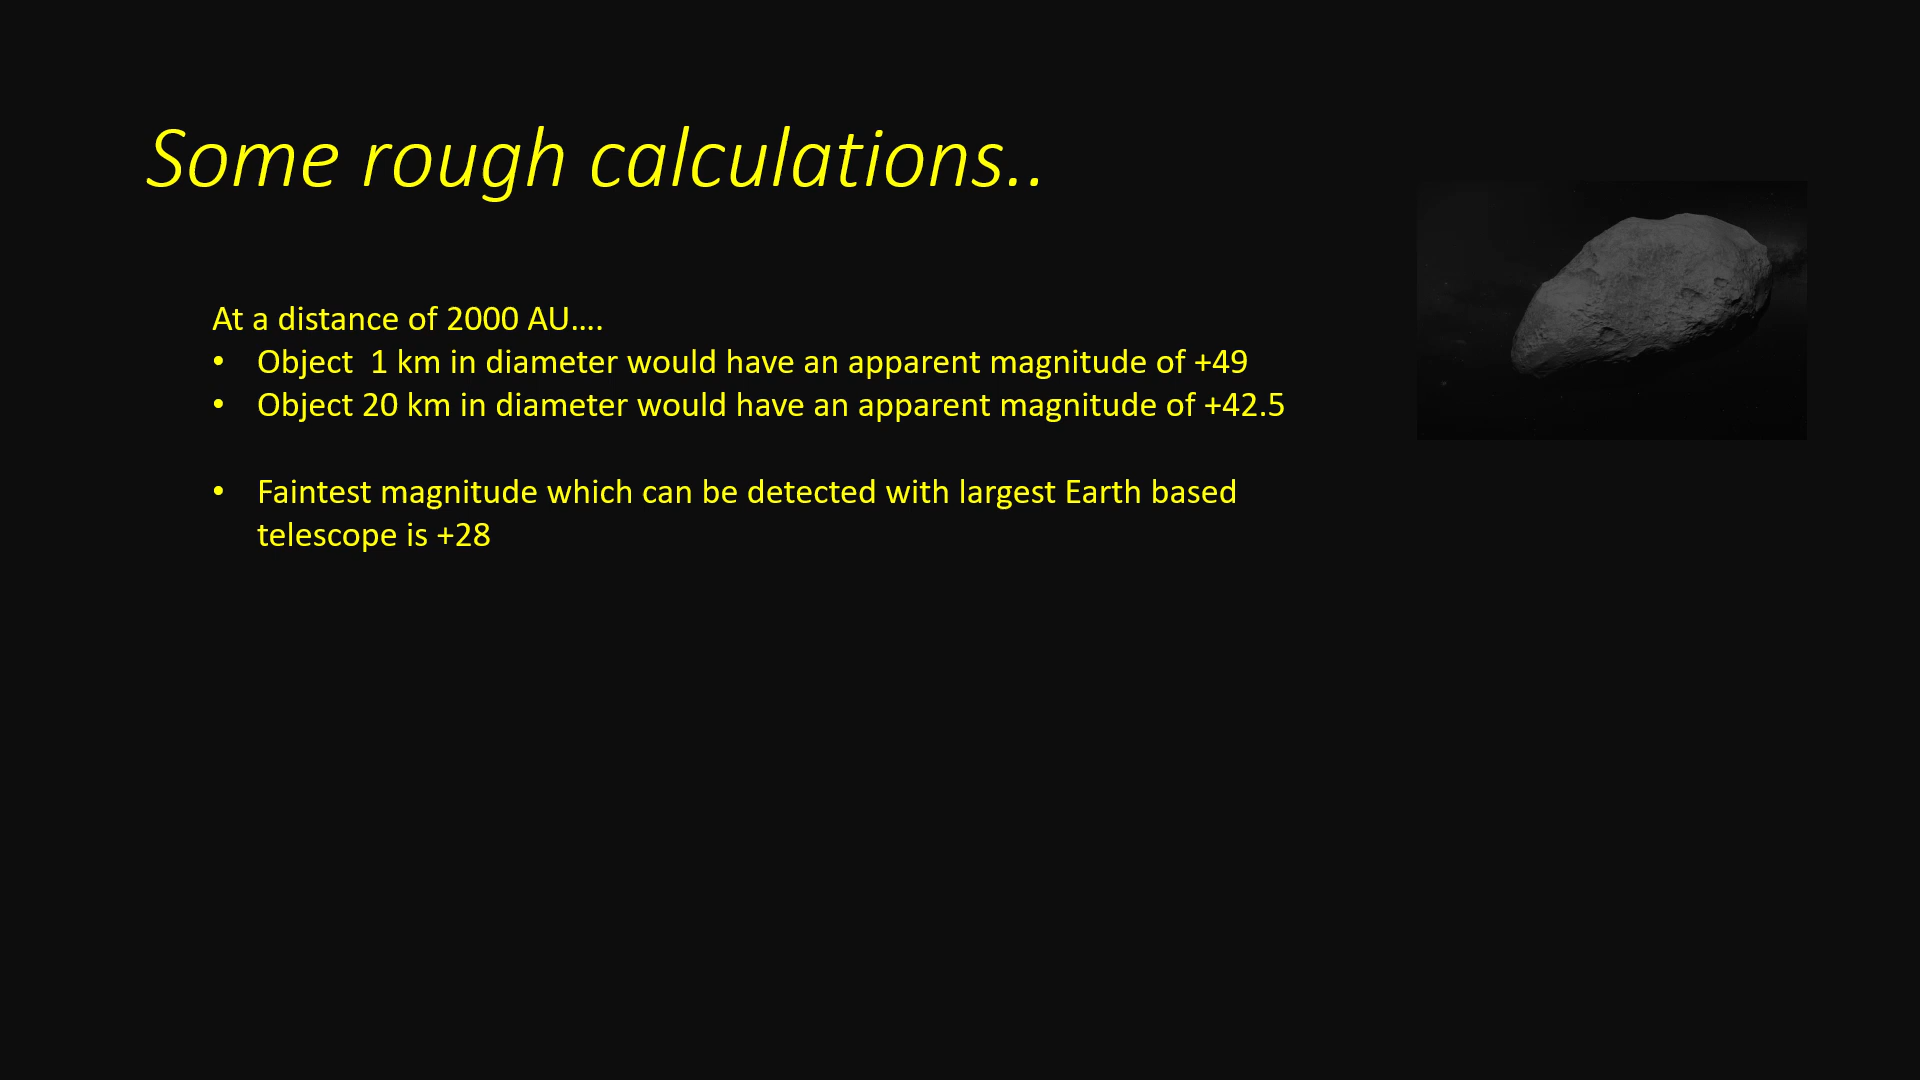 Some rough calculations..
At a distance of 2000 AU....
• Object  1 km in diameter would have an apparent magnitude of +49
• Object 20 km in diameter would have an apparent magnitude of +42.5
• Faintest magnitude which can be detected with largest Earth based
telescope is +28